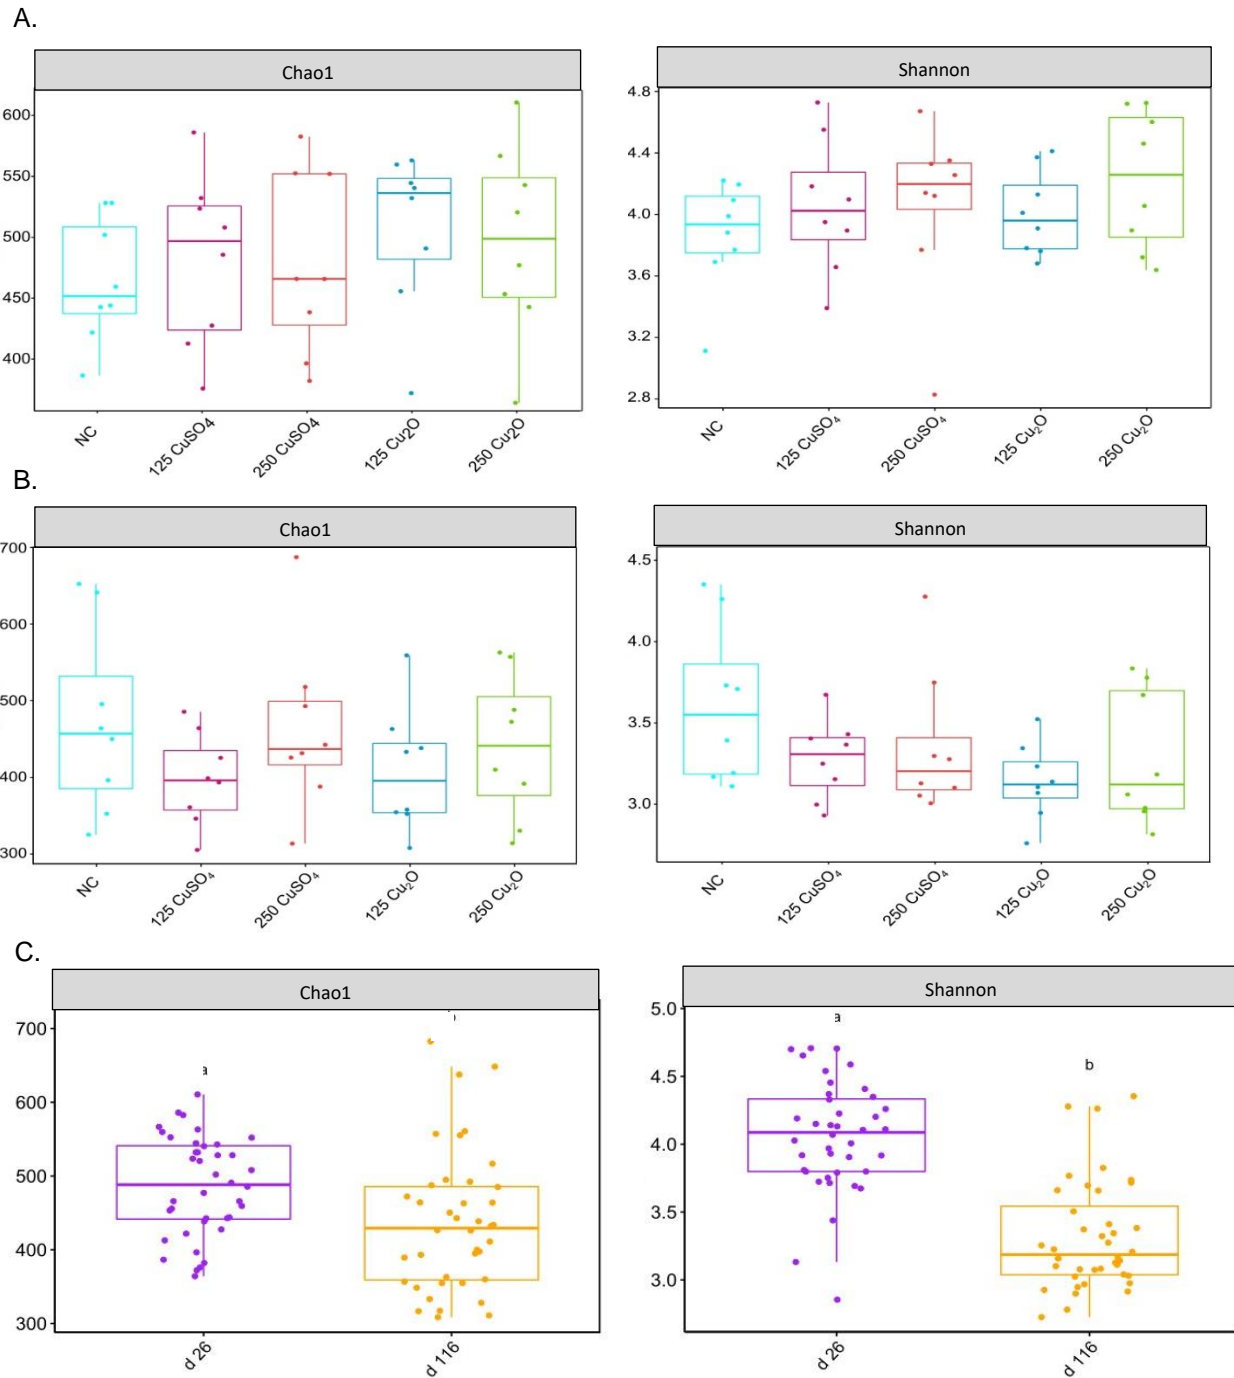 A.
Chao1
Shannon
600
550
500
450
400
4.8
4.4
4.0
3.6
3.2
2.8
NC
125 CuSO₄
250 CuSO₄
125 Cu₂O
250 Cu₂O
NC
125 CuSO₄
250 CuSO₄
125 Cu₂O
250 Cu₂O
B.
Chao1
Shannon
700
600
500
400
300
4.5
4.0
3.5
3.0
NC
125 CuSO₄
250 CuSO₄
125 Cu₂O
250 Cu₂O
NC
125 CuSO₄
250 CuSO₄
125 Cu₂O
250 Cu₂O
C.
Chao1
Shannon
700
600
500
400
300
a
5.0
4.5
4.0
3.5
3.0
a
b
d 26
d 116
d 26
d 116